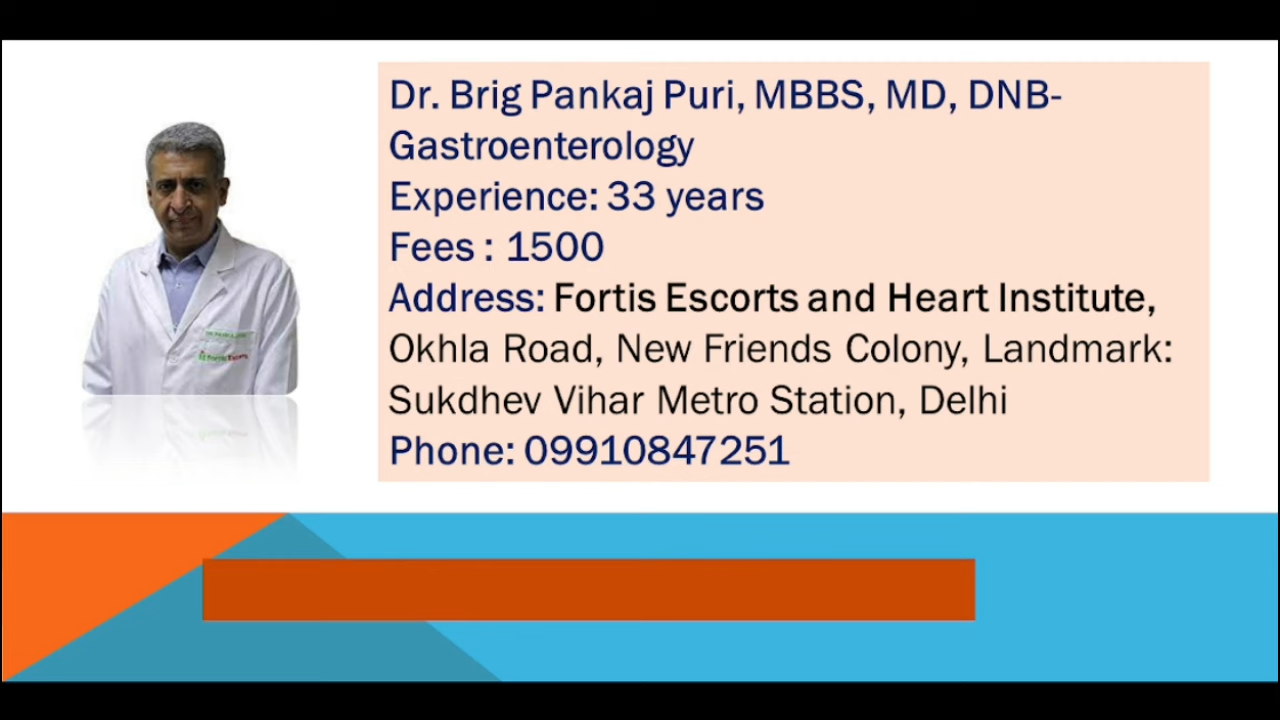 Dr. Brig Pankaj Puri, MBBS, MD, DNB-
Gastroenterology
Experience: 33 years
Fees : 1500
Address: Fortis Escorts and Heart Institute,
Okhla Road, New Friends Colony, Landmark:
Sukdhev Vihar Metro Station, Delhi
Phone: 09910847251